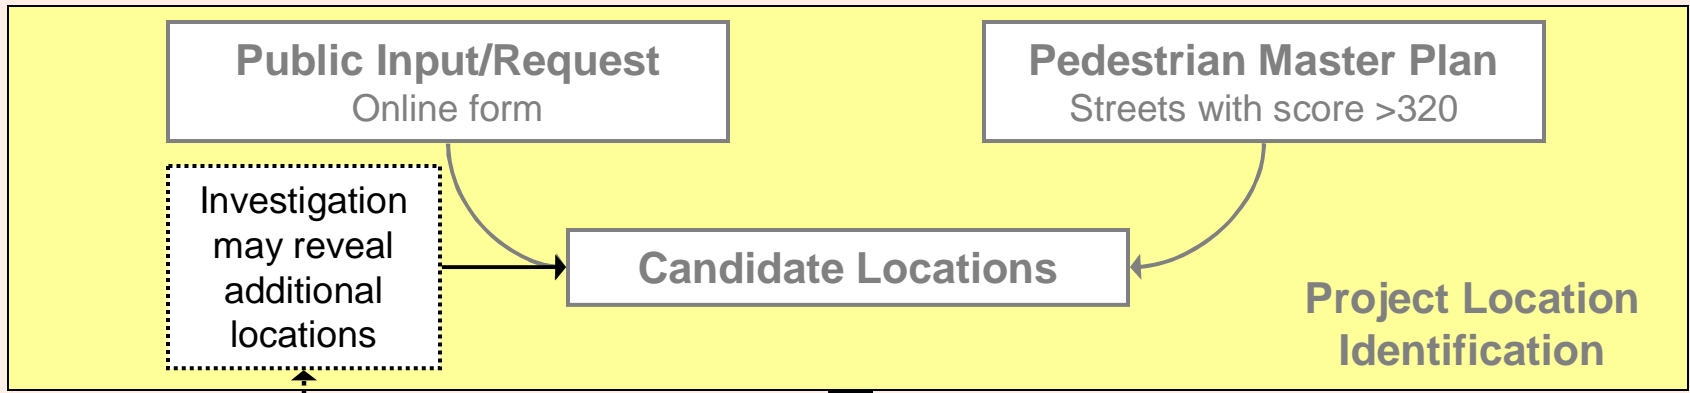 Public Input/Request
Online form
Pedestrian Master Plan
Streets with score >320
Investigation
may reveal
additional
locations
Candidate Locations
Project Location
Identification